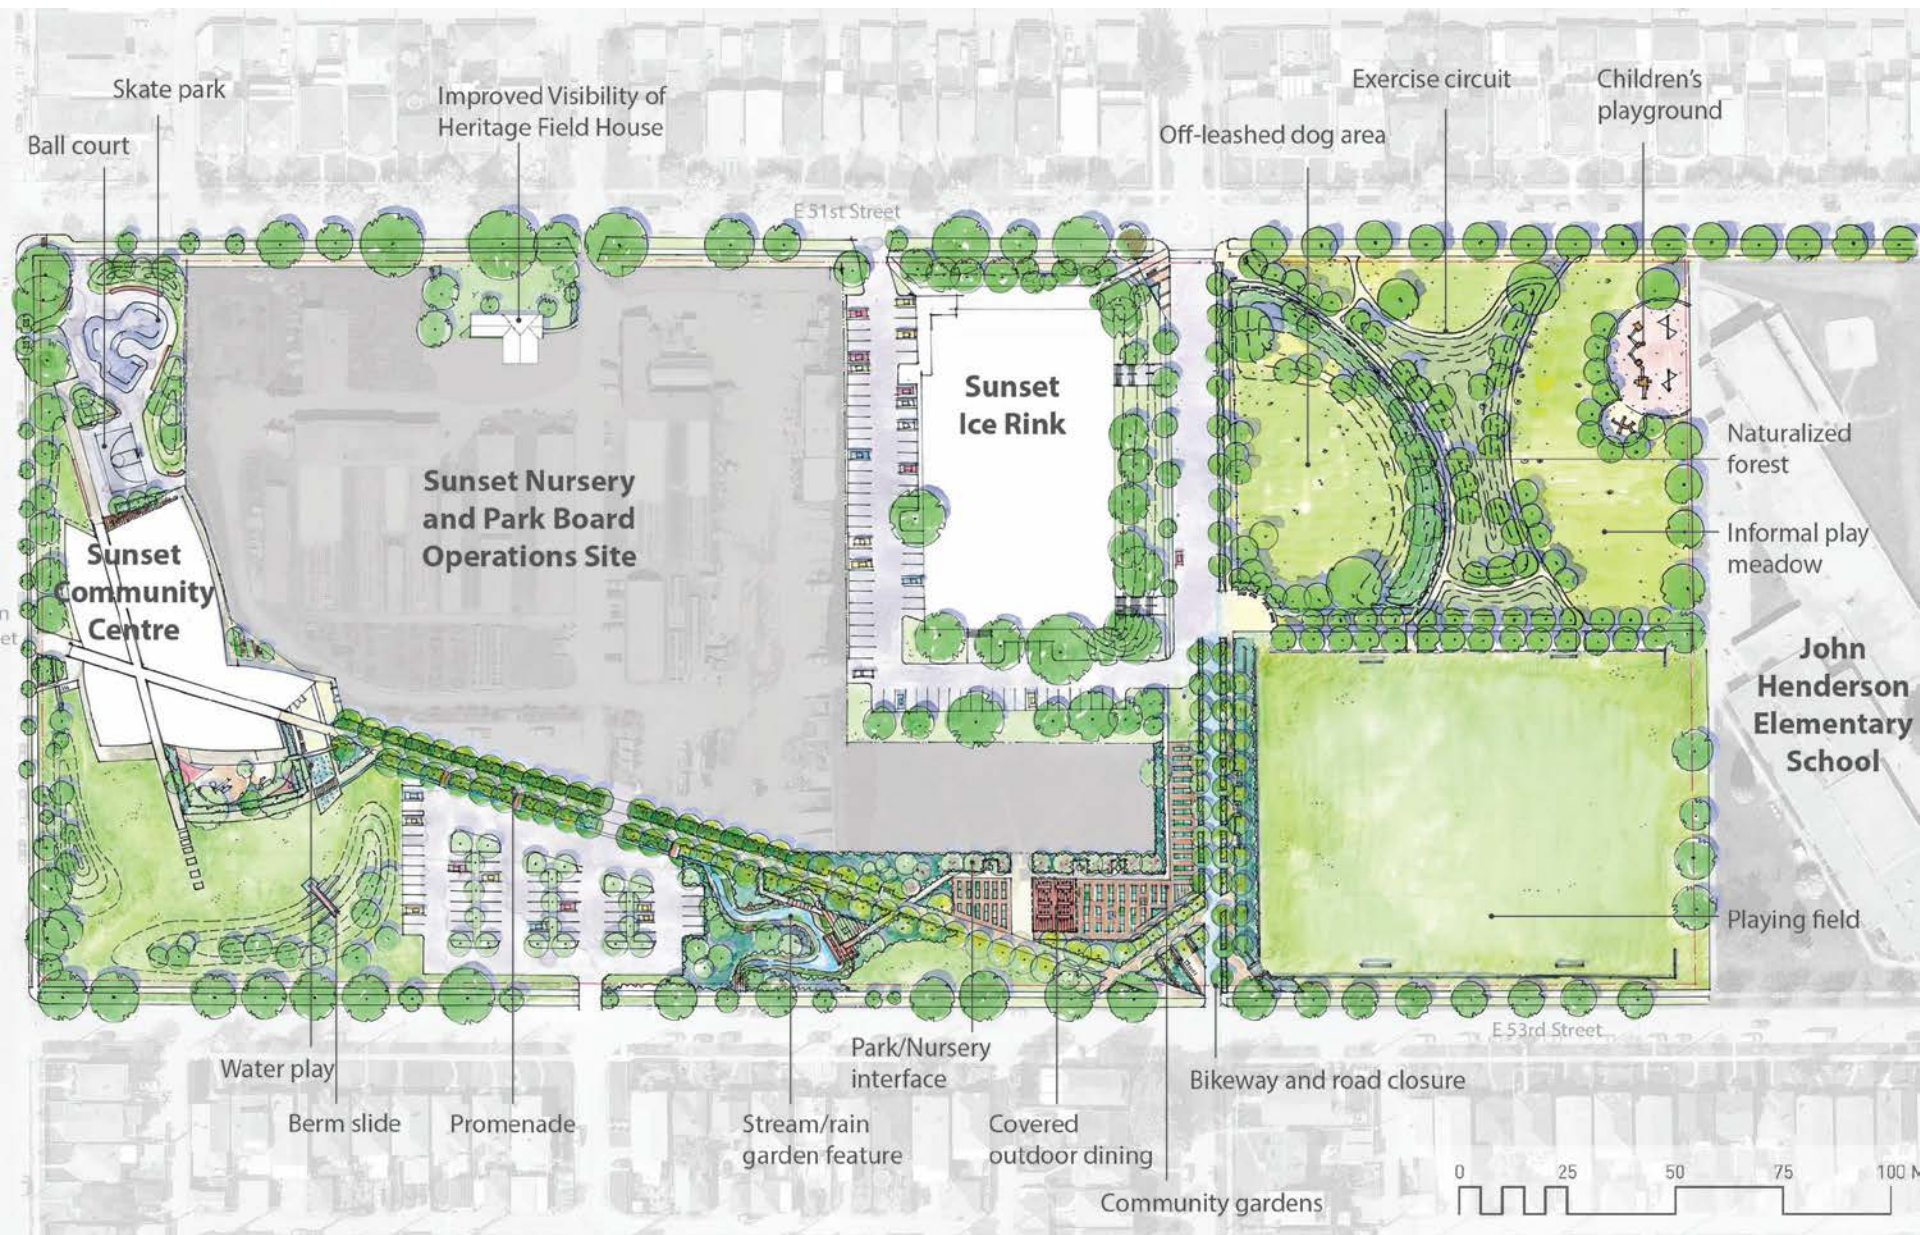 Skate park
Ball court
Improved Visibility of
Heritage Field House
E 51st Street
Exercise circuit
Children's
playground
Off-leashed dog area
Sunset
Ice Rink
Sunset Nursery
and Park Board
Operations Site
Naturalized
forest
Informal play
meadow
Sunset
Community
Centre
John
Henderson
Elementary
School
Playing field
E 53rd Street
Water play
Berm slide
Promenade
Stream/rain
garden feature
Park/Nursery
interface
Covered
outdoor dining
Community gardens
Bikeway and road closure
0 25 50 75 100 M